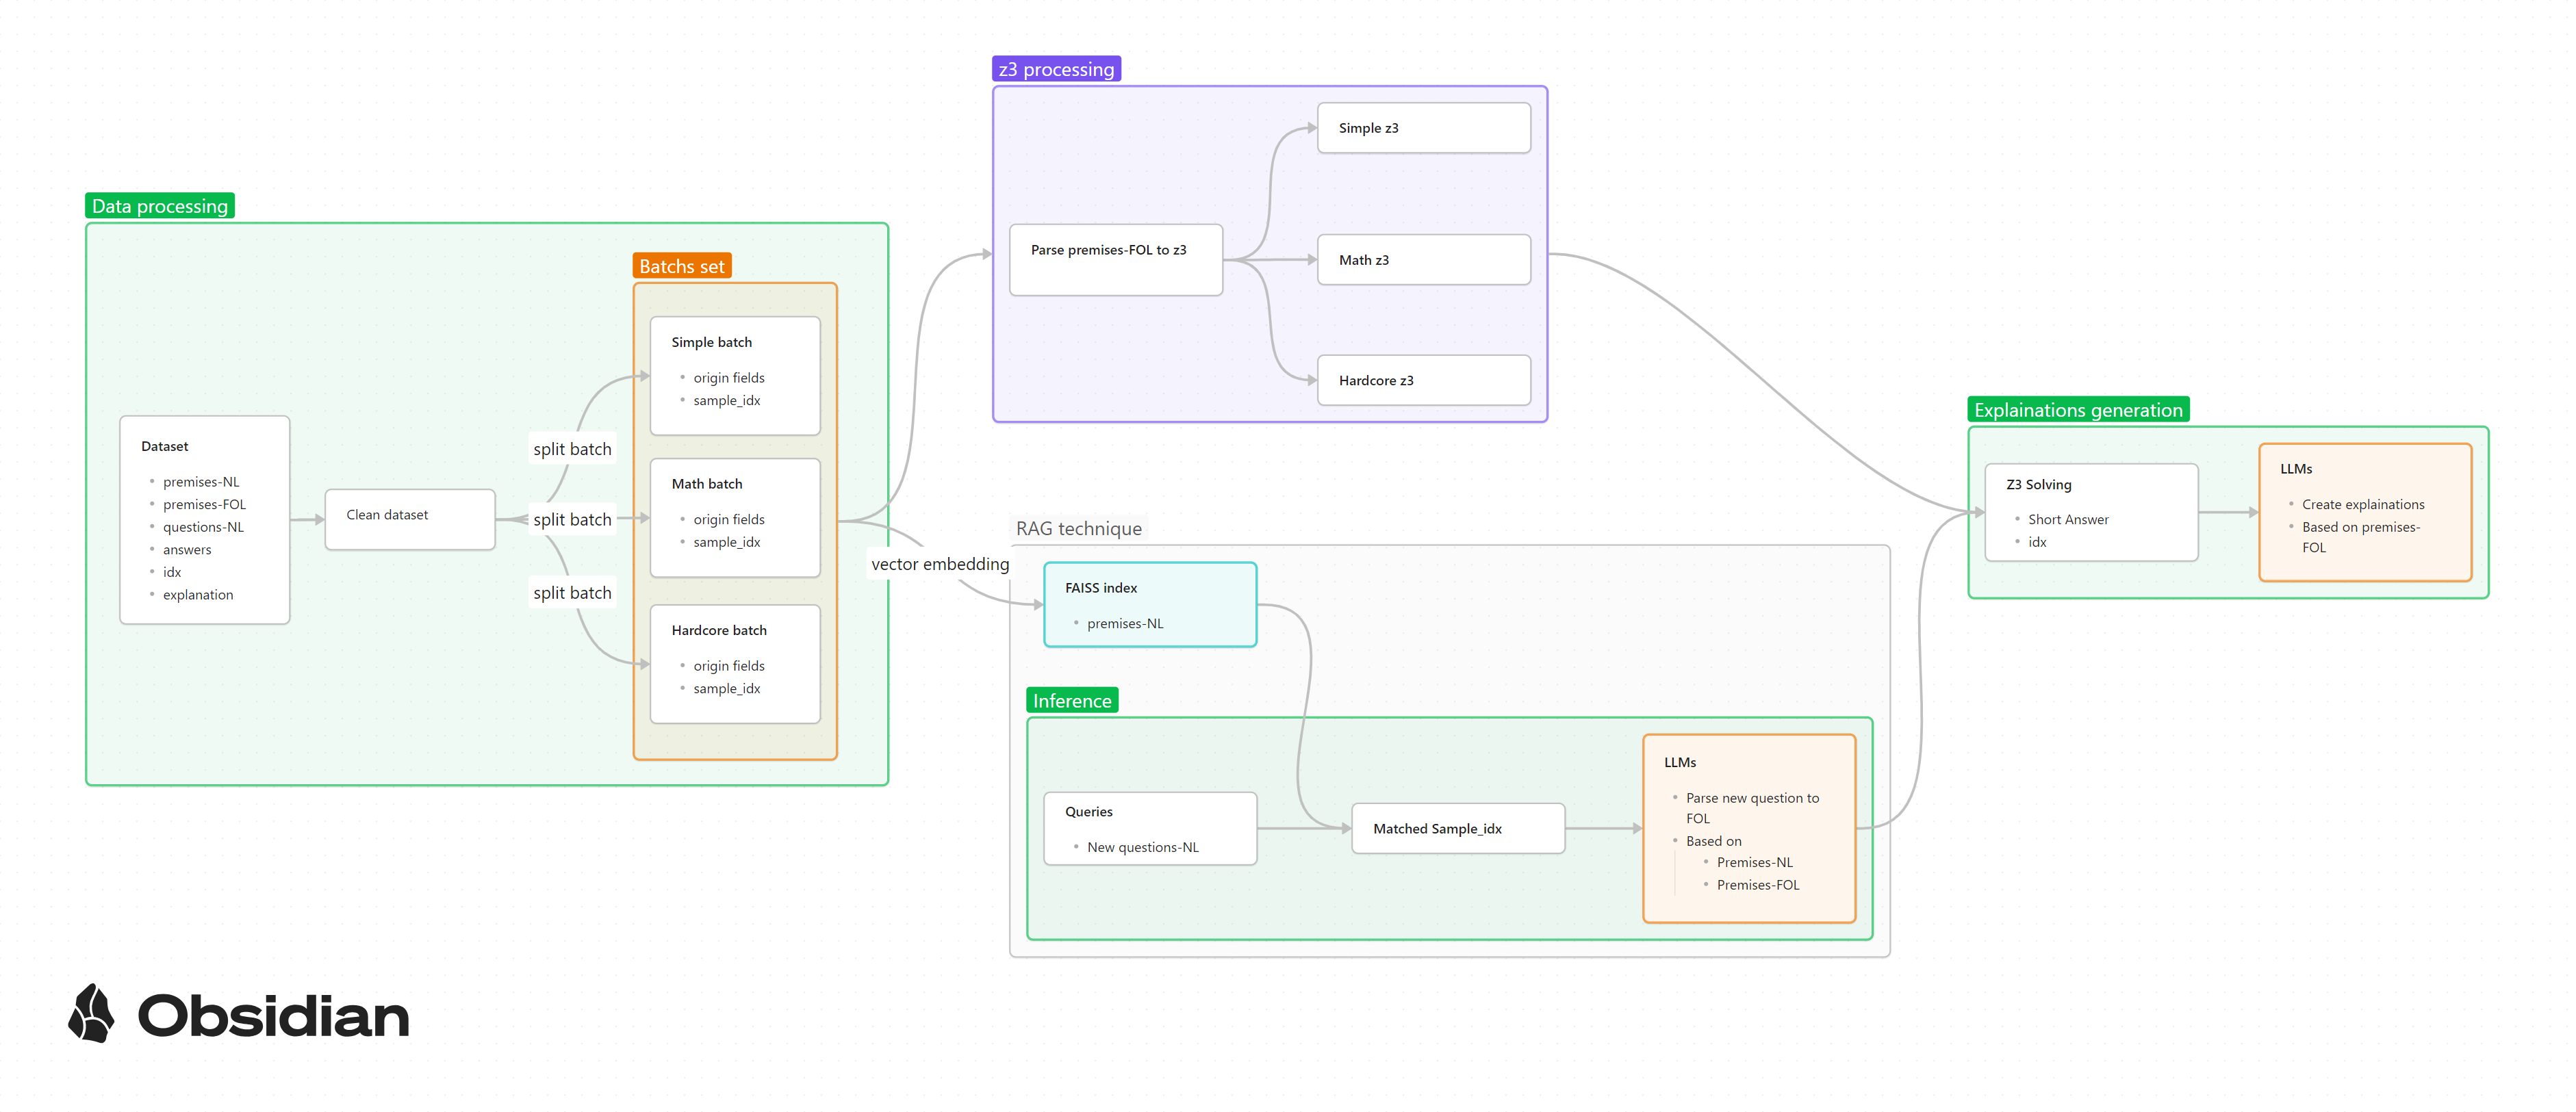 z3 processing
Simple z3
Parse premises-FOL to z3
Math z3
Hardcore z3
Data processing
Batchs set
Simple batch
origin fields
sample_idx
Dataset
premises-NL
premises-FOL
questions-NL
answers
idx
explanation
Clean dataset
split batch
split batch
split batch
Math batch
origin fields
sample_idx
Hardcore batch
origin fields
sample_idx
vector embedding
RAG technique
FAISS index
premises-NL
Inference
Queries
New questions-NL
Matched Sample_idx
LLMs
Parse new question to
FOL
Based on
Premises-NL
Premises-FOL
Explainations generation
Z3 Solving
Short Answer
idx
LLMs
Create explainations
Based on premises-
FOL
Obsidian